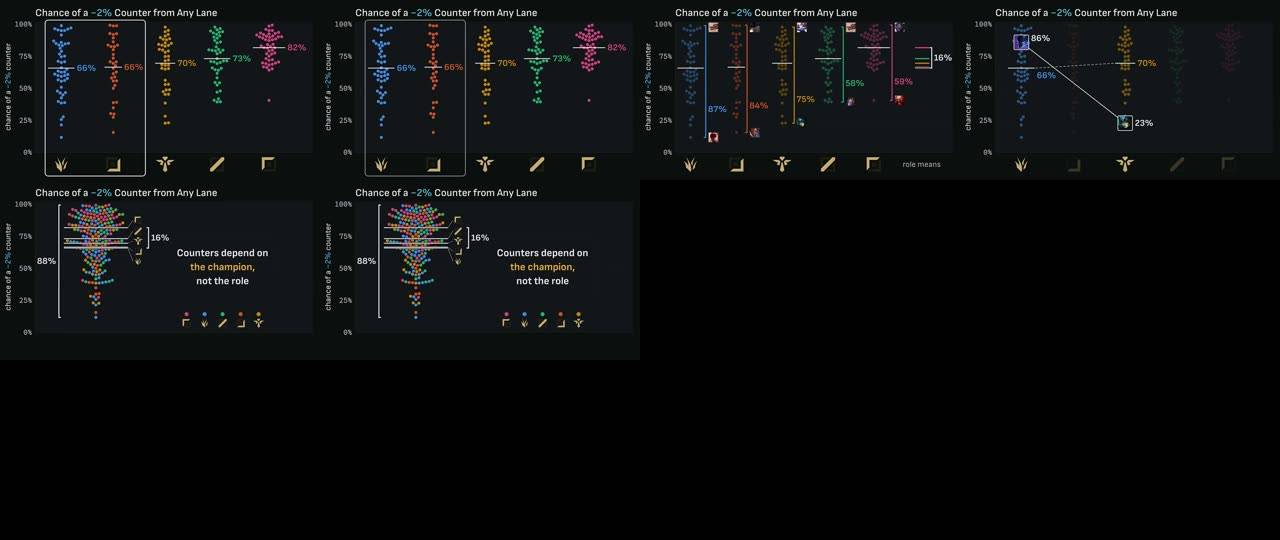 Chance of a −2% Counter from Any Lane
100%
75%
50%
25%
0%
chance of a −2% counter
66%
66%
70%
73%
82%
Chance of a −2% Counter from Any Lane
100%
75%
50%
25%
0%
chance of a −2% counter
66%
66%
70%
73%
82%
Chance of a −2% Counter from Any Lane
100%
75%
50%
25%
0%
chance of a −2% counter
87%
84%
75%
58%
59%
16%
role means
Chance of a −2% Counter from Any Lane
100%
75%
50%
25%
0%
chance of a −2% counter
86%
66%
70%
23%
Chance of a −2% Counter from Any Lane
100%
75%
50%
25%
0%
chance of a −2% counter
88%
16%
Counters depend on
the champion,
not the role
Chance of a −2% Counter from Any Lane
100%
75%
50%
25%
0%
chance of a −2% counter
88%
16%
Counters depend on
the champion,
not the role